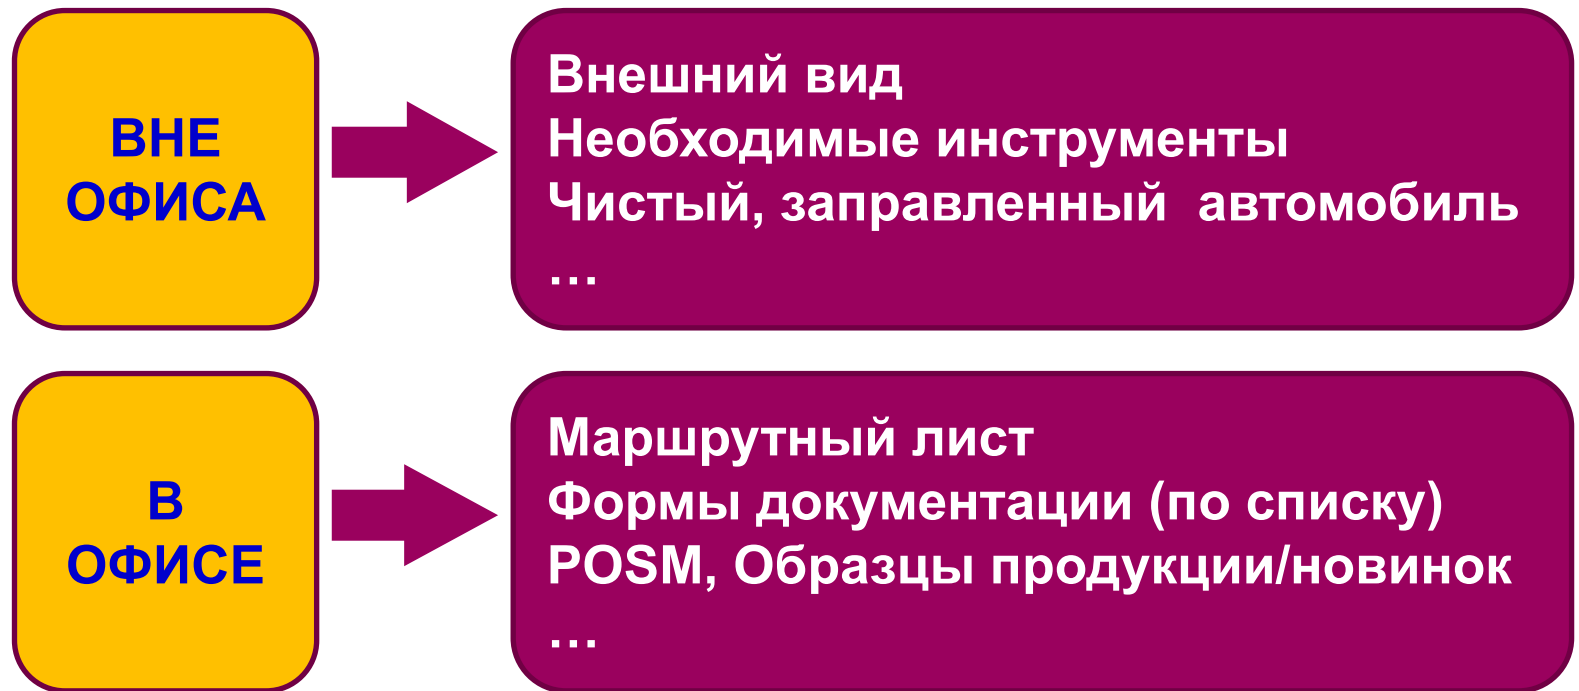 ВНЕ
ОФИСА
Внешний вид
Необходимые инструменты
Чистый, заправленный автомобиль
…
В
ОФИСЕ
Маршрутный лист
Формы документации (по списку)
POSM, Образцы продукции/новинок
…